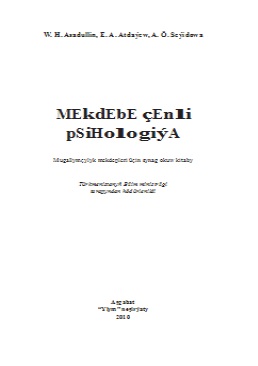 W. H. Asadullin, E. A. Atdaýew, A. Ö. Seýidowa
MEkdEbE çEnli
pSiHologiýA
Mugallymçylyk mekdepleri üçin synag okuw kitaby
Türkmenistanyň Bilim ministrligi
tarapyndan hödürlenildi
Aşgabat
"Ylym" neşirýaty
2010